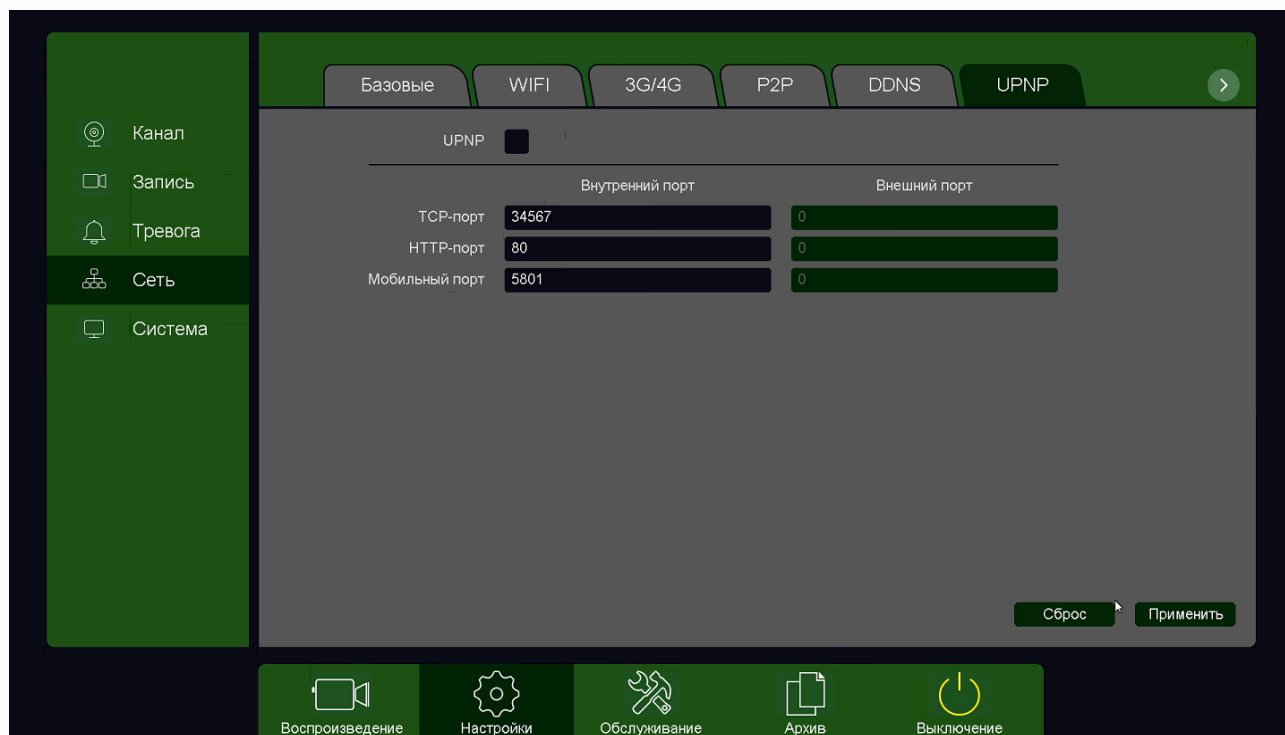 Базовые WIFI 3G/4G P2P DDNS UPNP
Канал
Запись
Тревога
Сеть
Система
UPNP
Внутренний порт Внешний порт
TCP-порт 34567 0
HTTP-порт 80 0
Мобильный порт 5801 0
Сброс Применить
Воспроизведение Настройки Обслуживание Архив Выключение